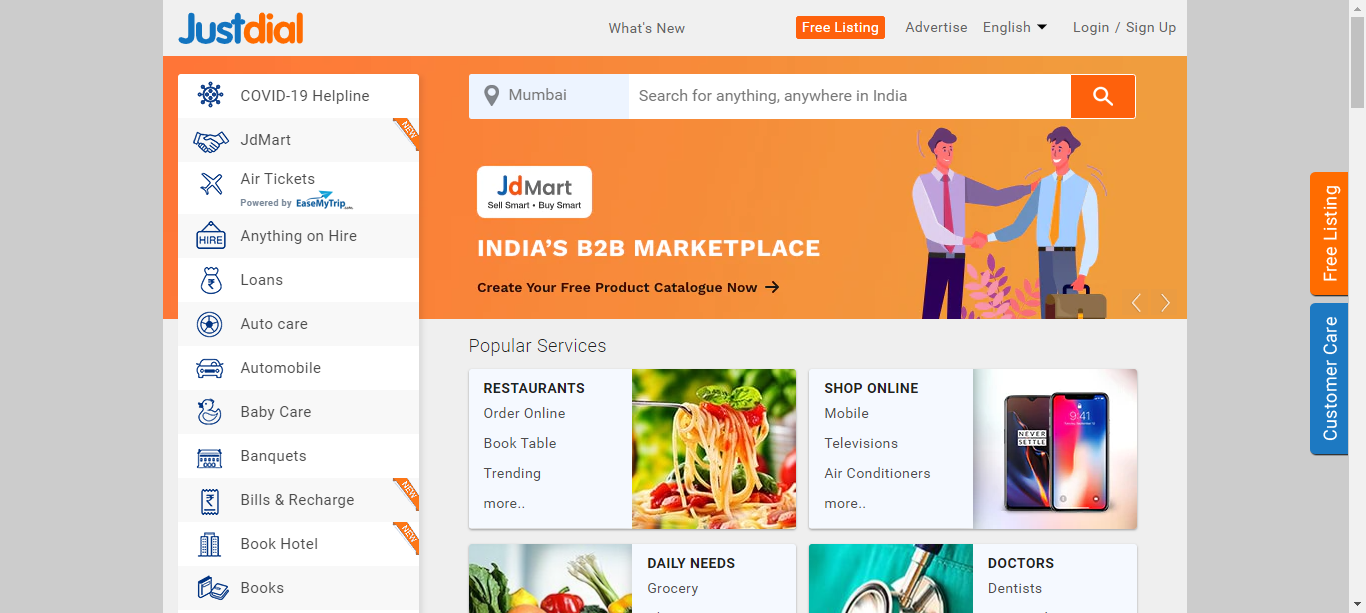 Justdial
What's New
Free Listing
Advertise
English
Login / Sign Up
COVID-19 Helpline
JdMart
NEW
Air Tickets
Powered by EaseMyTrip
Anything on Hire
HIRE
Loans
Auto care
Automobile
Baby Care
Banquets
Bills & Recharge
NEW
Book Hotel
NEW
Books
Mumbai
Search for anything, anywhere in India
JdMart
Sell Smart • Buy Smart
INDIA'S B2B MARKETPLACE
Create Your Free Product Catalogue Now
Popular Services
RESTAURANTS
Order Online
Book Table
Trending
more..
SHOP ONLINE
Mobile
Televisions
Air Conditioners
more..
NEVER
SETTLE
9:41
DAILY NEEDS
Grocery
DOCTORS
Dentists
Free Listing
Customer Care